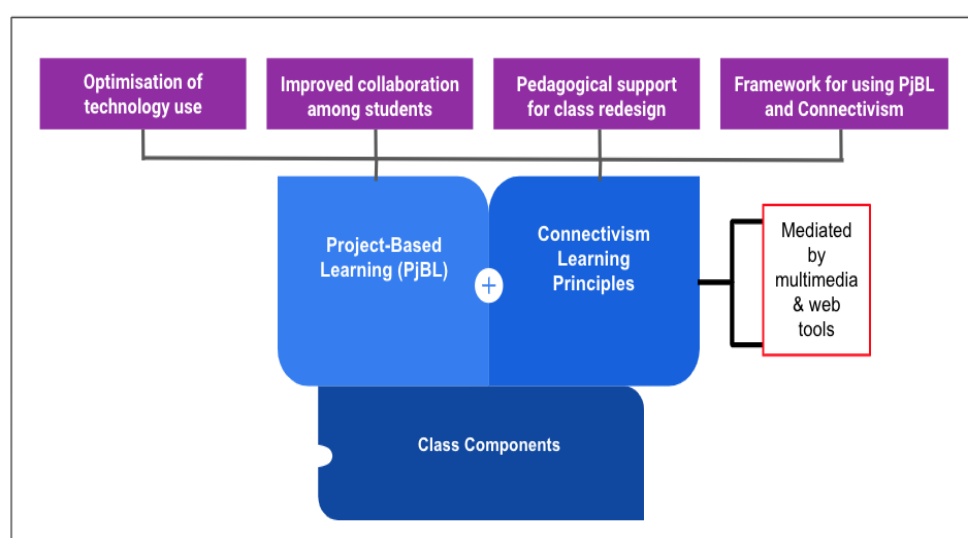 Optimisation of
technology use
Improved collaboration
among students
Pedagogical support
for class redesign
Framework for using PjBL
and Connectivism
Project-Based
Learning (PjBL)
+
Connectivism
Learning
Principles
Mediated
by
multimedia
& web
tools
Class Components